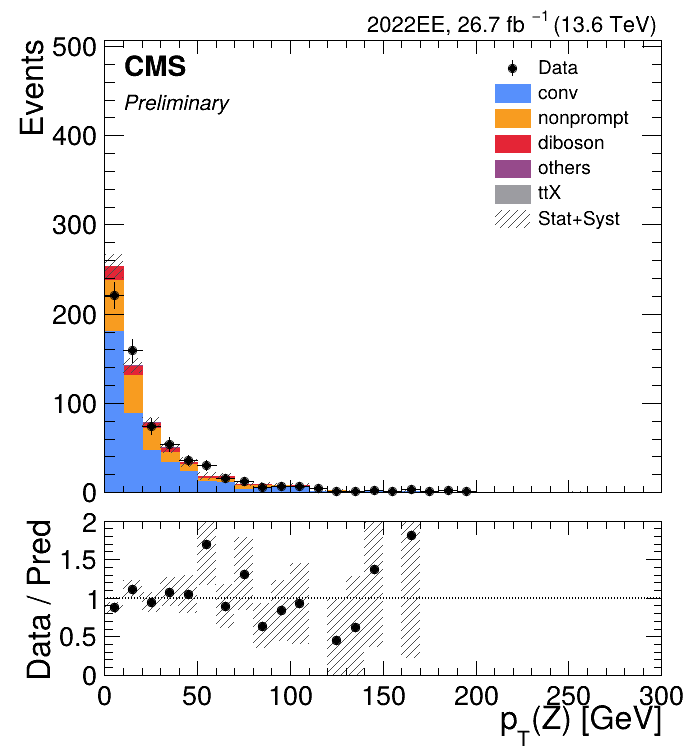 2022EE, 26.7 fb⁻¹ (13.6 TeV)
Events
500
400
300
200
100
0
CMS
Preliminary
Data
conv
nonprompt
diboson
others
ttX
Stat+Syst
Data / Pred
2
1.5
1
0.5
0
0 50 100 150 200 250 300
p_T(Z) [GeV]